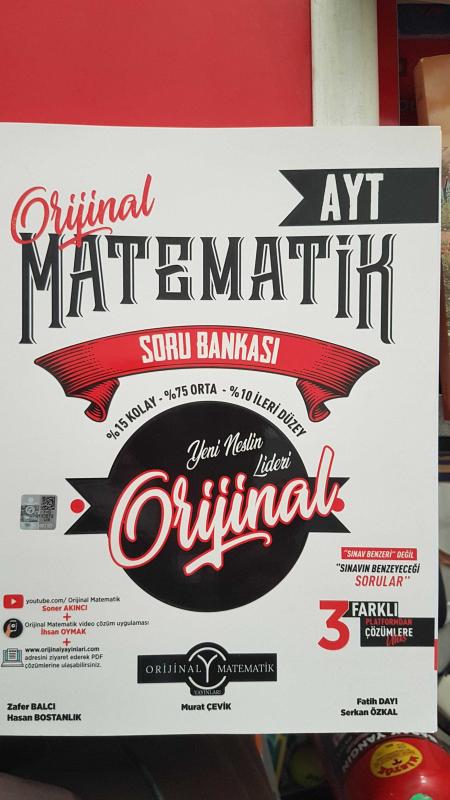 AYT
Orijinal
MATEMATİK
SORU BANKASI
%15 KOLAY - %75 ORTA - %10 İLERİ DÜZEY
Yeni Neslin
Lideri
Orijinal
"SINAV BENZERİ" DEĞİL
"SINAVIN BENZEYECEĞİ
SORULAR"
3 FARKLI
PLATFORMDAN
ÇÖZÜMLERE
Ulaş
youtube.com/ Orijinal Matematik
Soner AKINCI
+
Orijinal Matematik video çözüm uygulaması
İhsan OYMAK
+
www.orijinalyayinlari.com
adresini ziyaret ederek PDF
çözümlerine ulaşabilirsiniz.
ORİJİNAL MATEMATİK
YAYINLARI
Zafer BALCI
Hasan BOSTANLIK
Murat ÇEVİK
Fatih DAYI
Serkan ÖZKAL